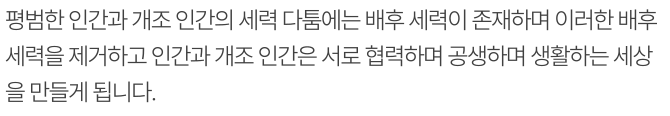 평범한 인간과 개조 인간의 세력 다툼에는 배후 세력이 존재하며 이러한 배후
세력을 제거하고 인간과 개조 인간은 서로 협력하며 공생하며 생활하는 세상
을 만들게 됩니다.